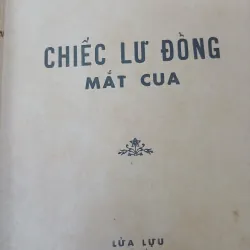 CHIẾC LƯ ĐỒNG
MẮT CUA
LỬA LỰU